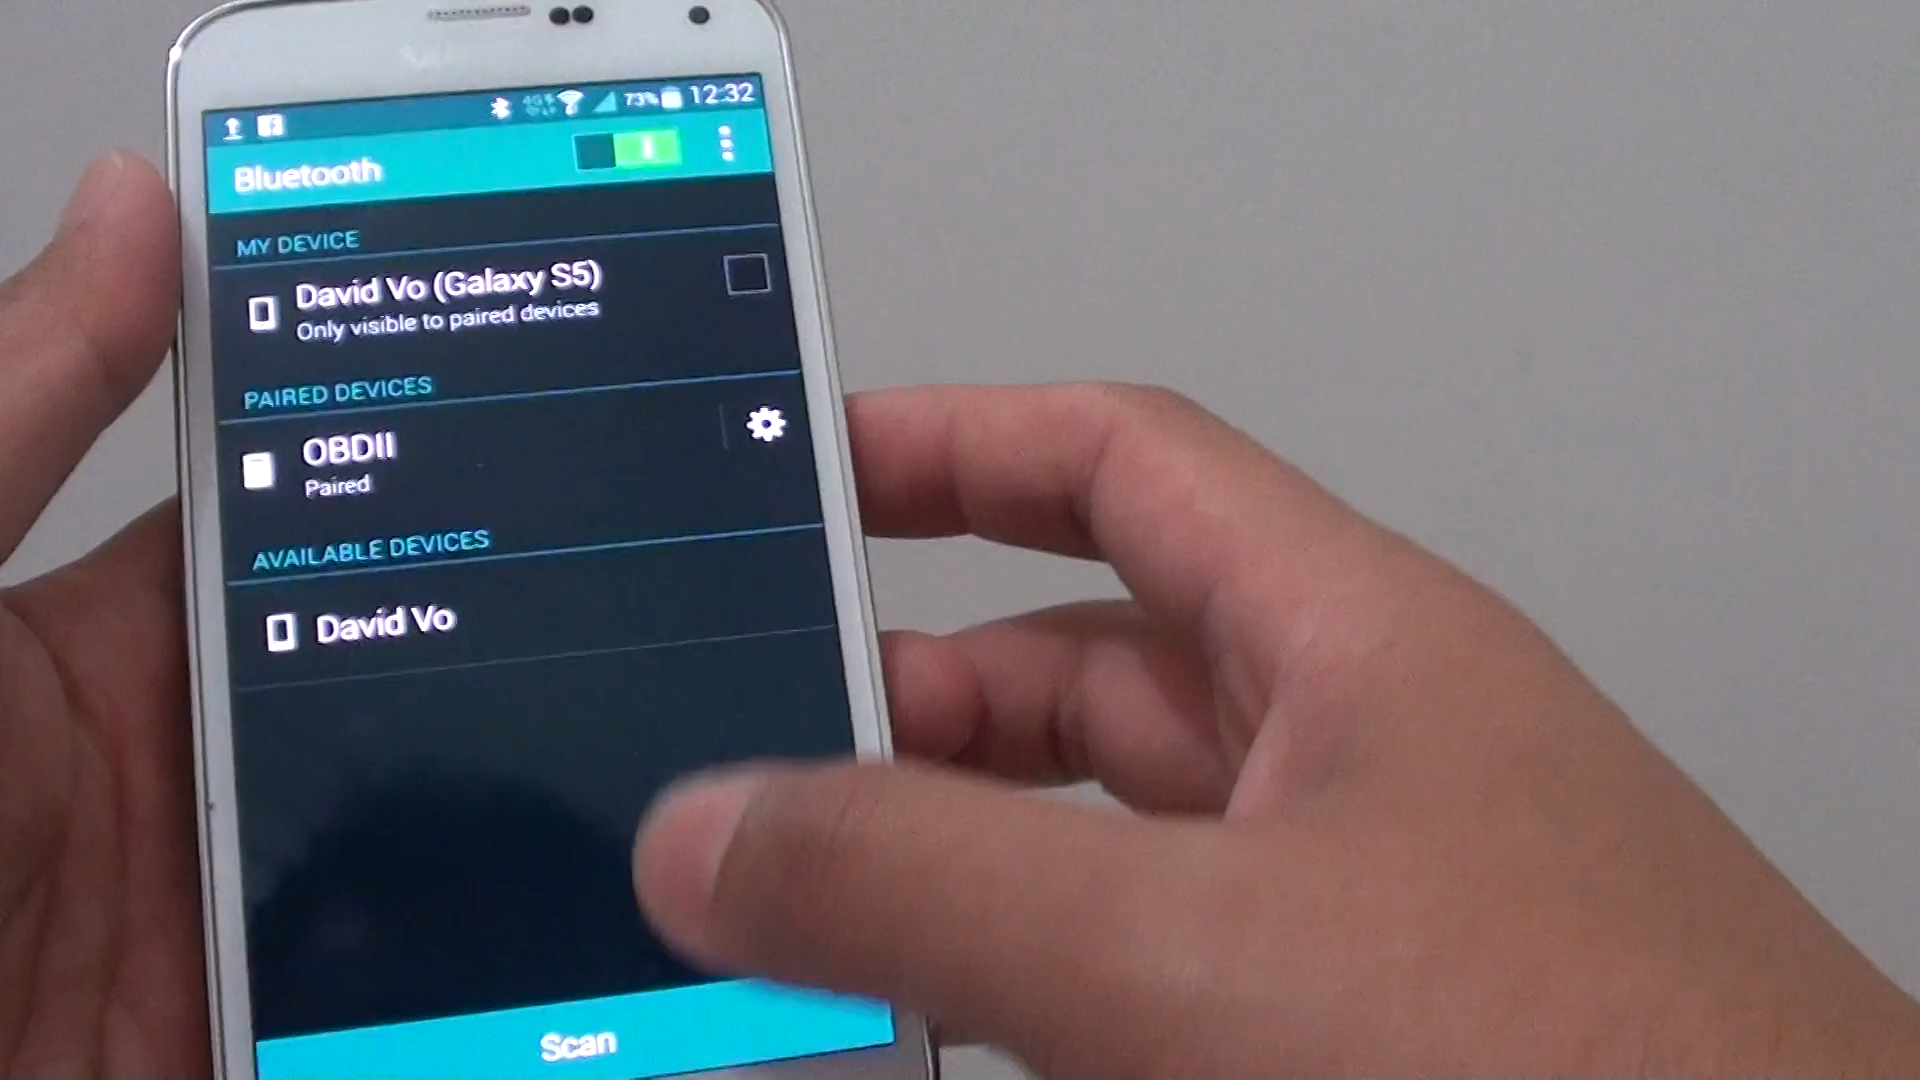 73% 12:32
Bluetooth
MY DEVICE
David Vo (Galaxy S5)
Only visible to paired devices
PAIRED DEVICES
OBDII
Paired
AVAILABLE DEVICES
David Vo
Scan